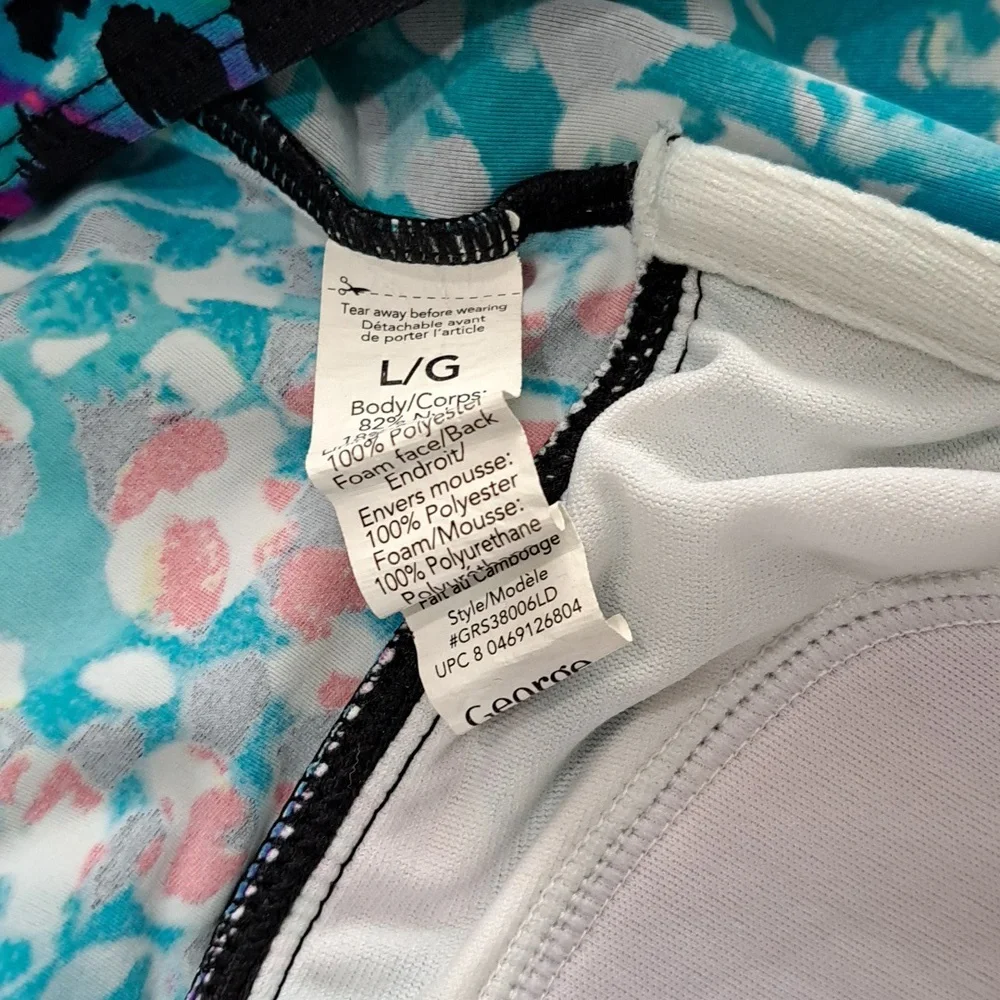 Tear away before wearing
Détachable avant
de porter l'article
L/G
Body/Corps:
82%
18%
100% Polyester
Foam face/Back
Endroit/
Envers mousse:
100% Polyester
Foam/Mousse:
100% Polyurethane
Fait au Cambodge
Style/Modèle
#GRS38006LD
UPC 8 0469126804
George